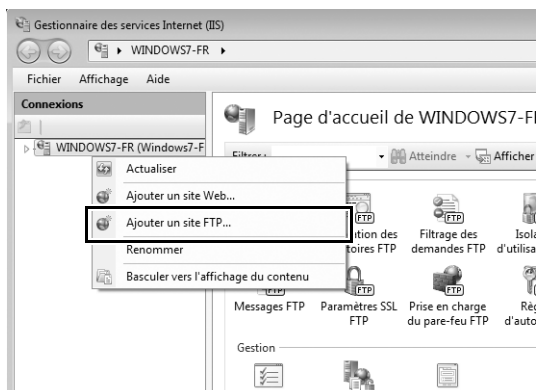 Gestionnaire des services Internet (IIS)
WINDOWS7-FR
Fichier Affichage Aide
Connexions
WINDOWS7-FR (Windows7-F
Page d'accueil de WINDOWS7-F
Atteindre
Afficher
Actualiser
Ajouter un site Web...
Ajouter un site FTP...
Renommer
Basculer vers l'affichage du contenu
FTP
FTP
tion des
toires FTP
Filtrage des
demandes FTP
Isola
d'utilisa
FTP
FTP
FTP
Messages FTP
Paramètres SSL
FTP
Prise en charge
du pare-feu FTP
Règ
d'auto
Gestion